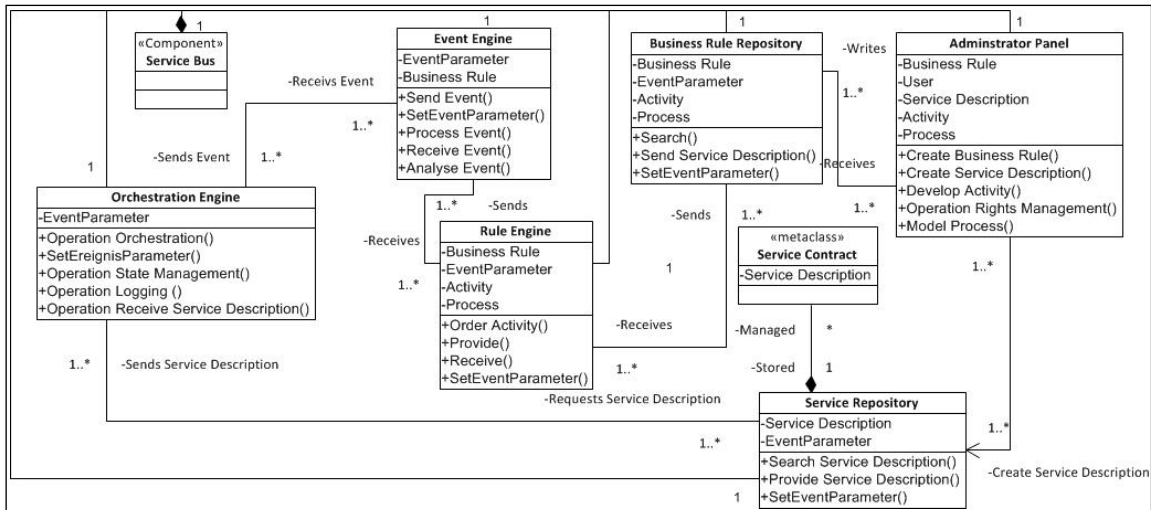 «Component»
Service Bus
1
1
Event Engine
-EventParameter
-Business Rule
+Send Event()
+SetEventParameter()
+Process Event()
+Receive Event()
+Analyse Event()
1
Business Rule Repository
-Business Rule
-EventParameter
-Activity
-Process
+Search()
+Send Service Description()
+SetEventParameter()
1
Adminstrator Panel
-Business Rule
-User
-Service Description
-Activity
-Process
+Create Business Rule()
+Create Service Description()
+Develop Activity()
+Operation Rights Management()
+Model Process()
-Writes
1..*
-Receives
1..*
-Receivs Event
1..*
-Sends Event
1..*
1
Orchestration Engine
-EventParameter
+Operation Orchestration()
+SetEreignisParameter()
+Operation State Management()
+Operation Logging ()
+Operation Receive Service Description()
1..*
-Sends
-Receives
1..*
Rule Engine
-Business Rule
-EventParameter
-Activity
-Process
+Order Activity()
+Provide()
+Receive()
+SetEventParameter()
-Sends
1
-Receives
1..*
1..*
«metaclass»
Service Contract
-Service Description
-Managed
*
-Stored
1
1..*
1..*
-Sends Service Description
-Requests Service Description
1..*
Service Repository
-Service Description
-EventParameter
+Search Service Description()
+Provide Service Description()
+SetEventParameter()
1..*
-Create Service Description
1